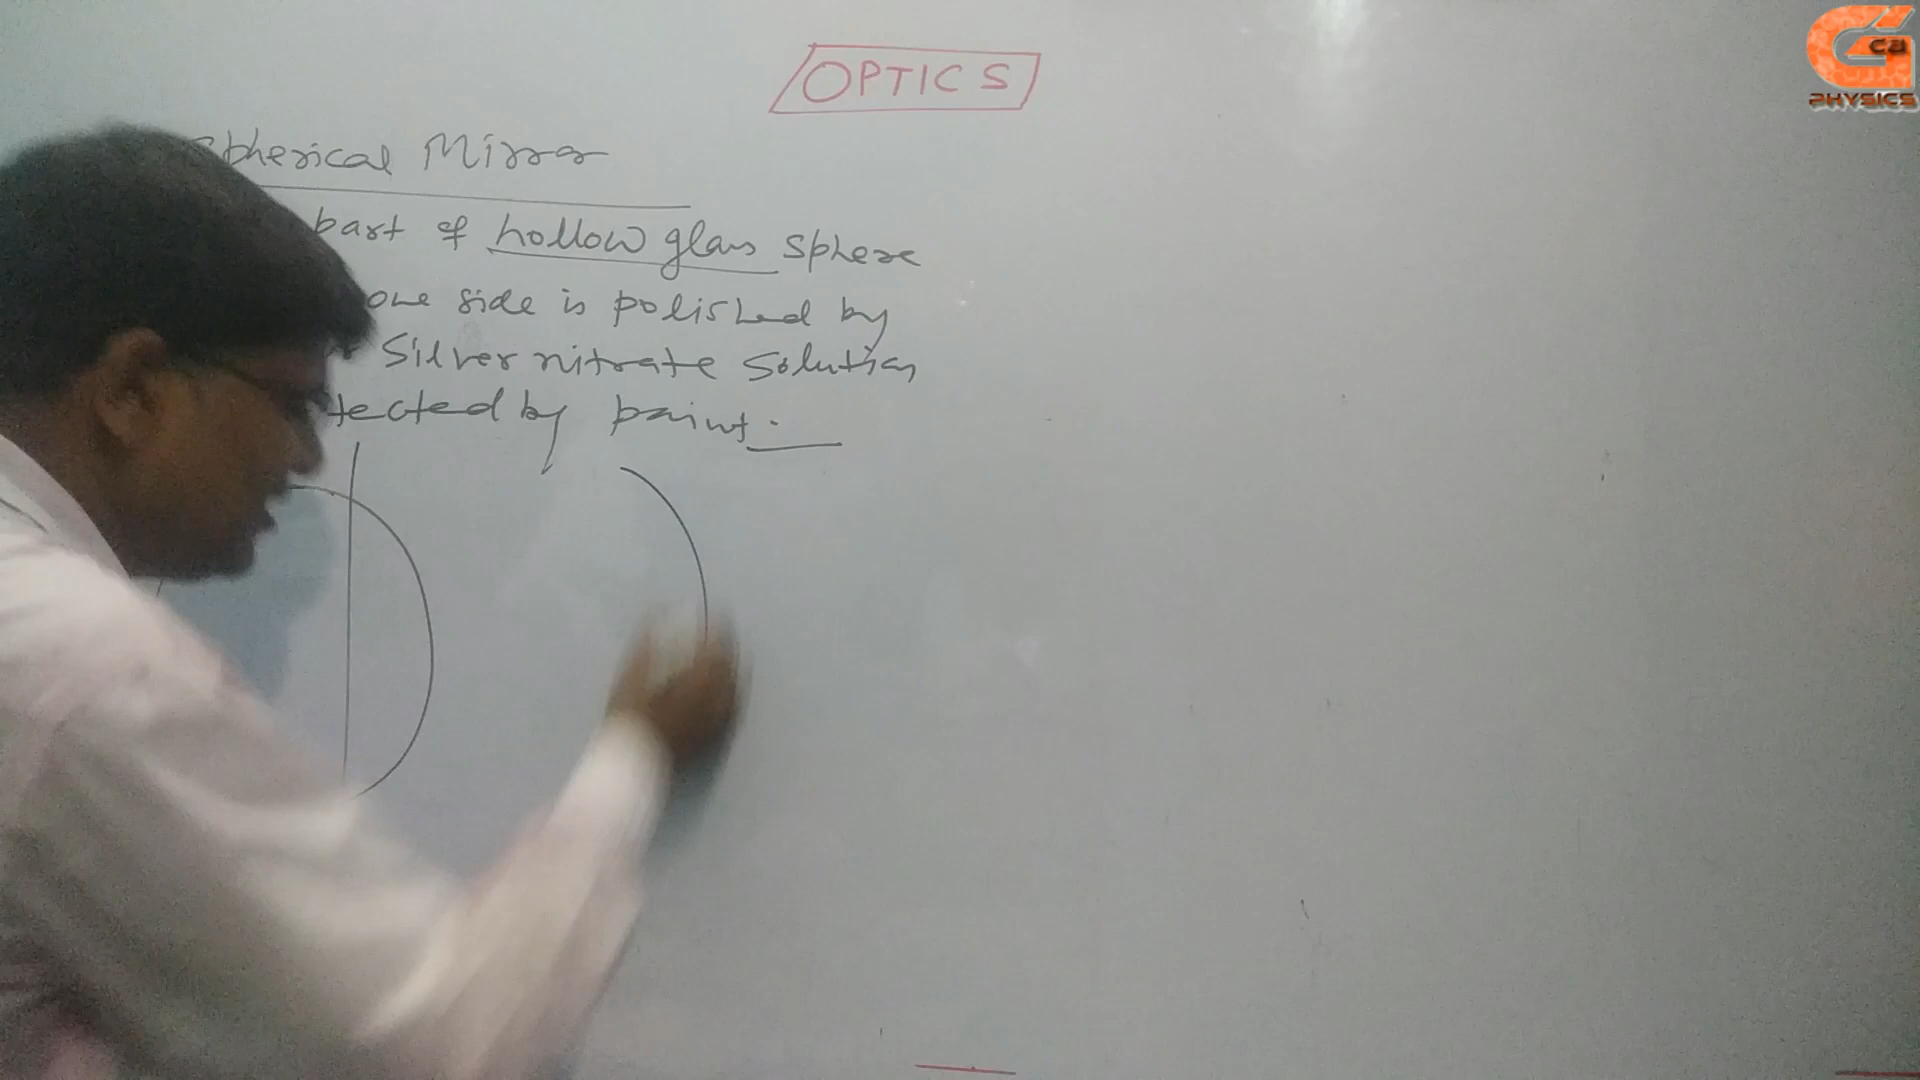 OPTICS
Gca
PHYSICS
Spherical Mirror
part of hollow glass sphere
one side is polished by
Silver nitrate Solution
tected by paint.